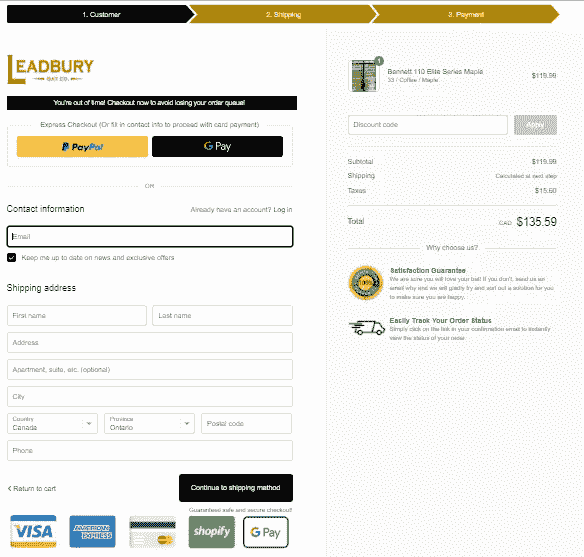 1. Customer
2. Shipping
3. Payment
LEADBURY
BAT CO.
You're out of time! Checkout now to avoid losing your order queue!
Express Checkout (Or fill in contact info to proceed with card payment)
PayPal
G Pay
OR
Contact information
Already have an account? Log in
Email
Keep me up to date on news and exclusive offers
Shipping address
First name
Last name
Address
Apartment, suite, etc. (optional)
City
Country
Canada
Province
Ontario
Postal code
Phone
Return to cart
Continue to shipping method
Guaranteed safe and secure checkout!
VISA
AMERICAN EXPRESS
shopify
G Pay
1
Bennett 110 Elite Series Maple
33 / Coffee / Maple
$119.99
Discount code
Apply
Subtotal
$119.99
Shipping
Calculated at next step
Taxes
$15.60
Total
CAD $135.59
Why choose us?
100%
Satisfaction Guarantee
We are sure you will love your bat! If you don't, send us an
email why and we will gladly try and sort out a solution for you
to make sure you are happy.
Easily Track Your Order Status
Simply click on the link in your confirmation email to instantly
view the status of your order